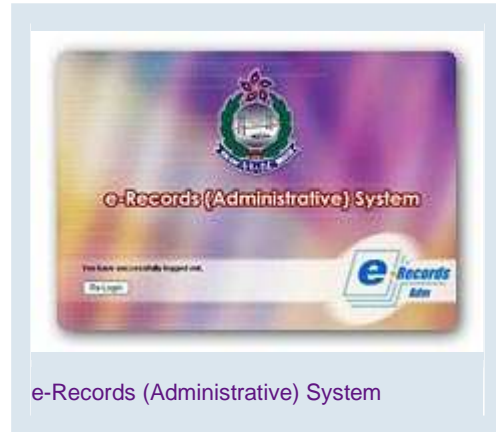 e-Records (Administrative) System
You have successfully logged out.
Re-Login
e-Records
Adm
e-Records (Administrative) System